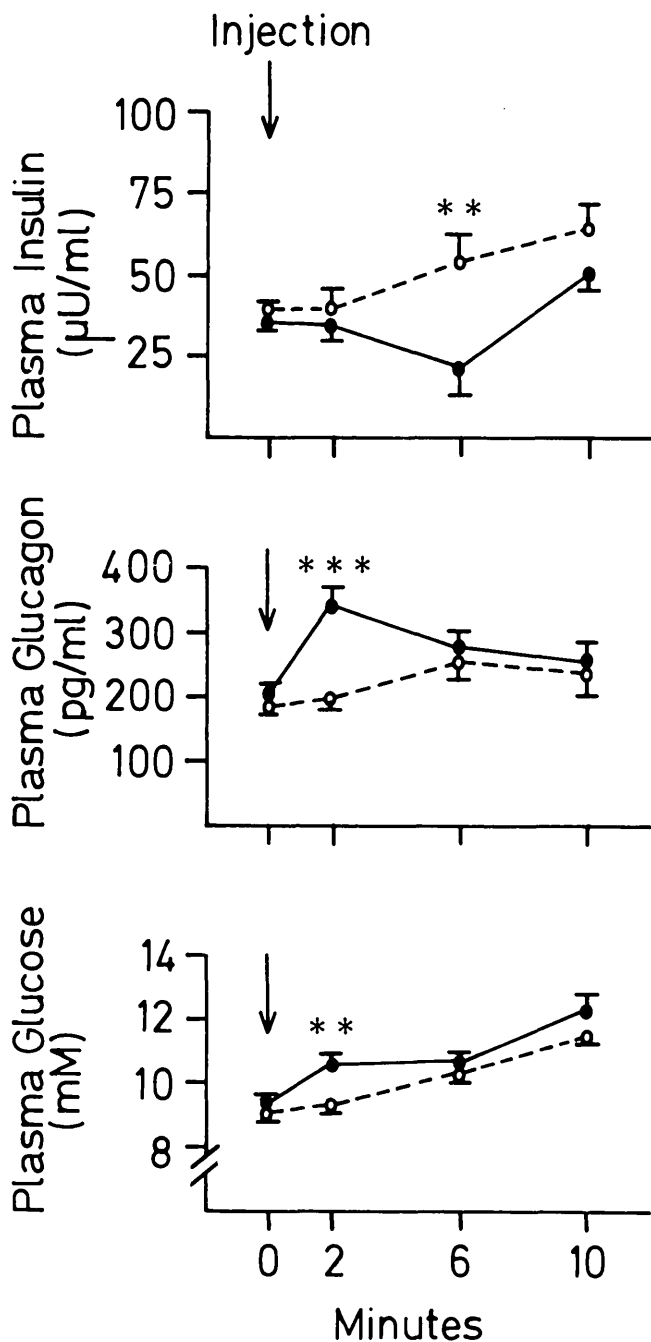 Injection
Plasma Insulin
(μU/ml)
100
75
50
25
**
Plasma Glucagon
(pg/ml)
400
300
200
100
***
Plasma Glucose
(mM)
14
12
10
8
**
0 2 6 10
Minutes